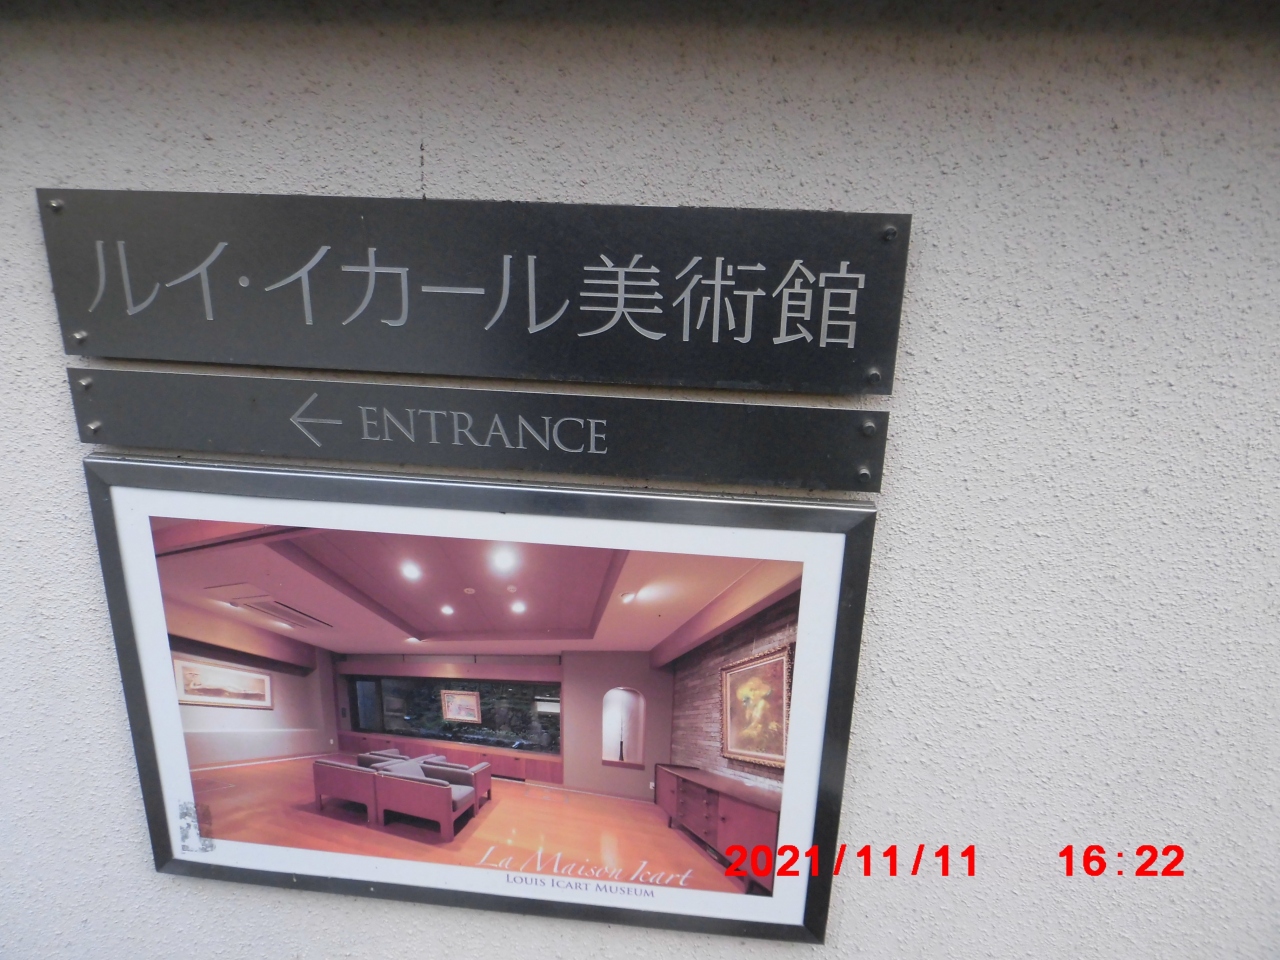 ルイ・イカール美術館
← ENTRANCE
La Maison Icart
LOUIS ICART MUSEUM
2021/11/11 16:22